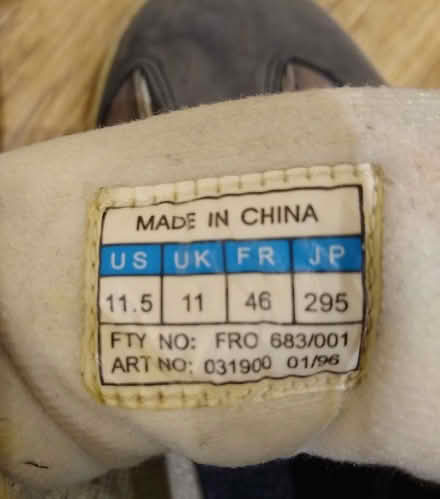 MADE IN CHINA
US UK FR JP
11.5 11 46 295
FTY NO: FRO 683/001
ART NO: 031900 01/96